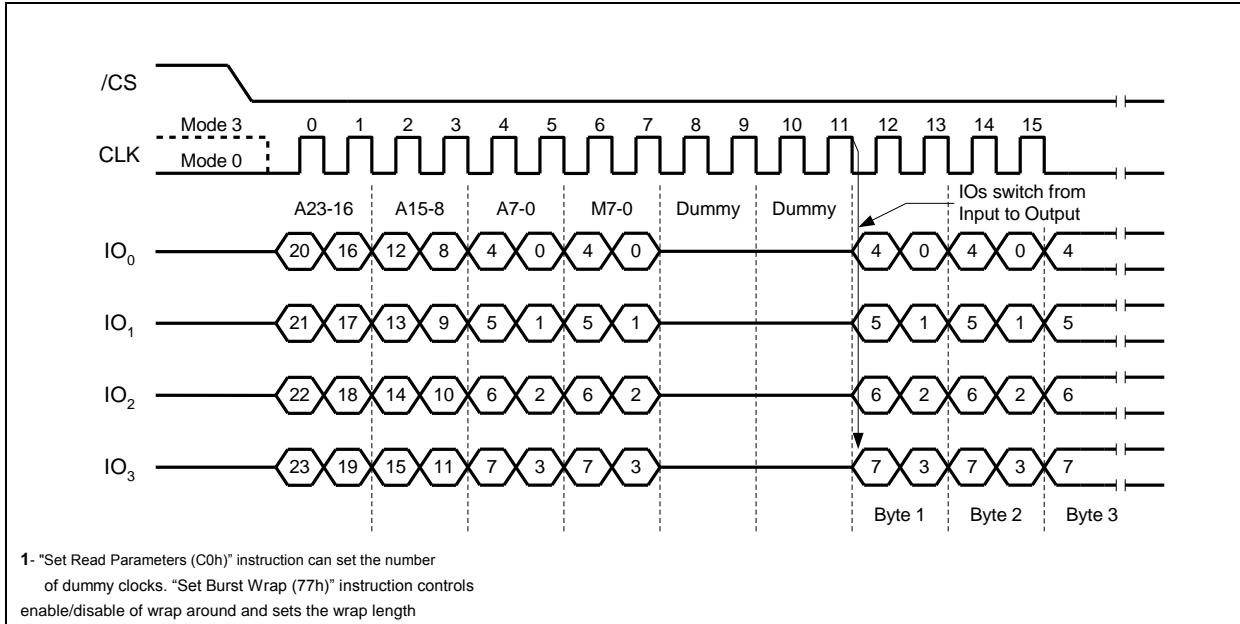 /CS
Mode 3 0 1 2 3 4 5 6 7 8 9 10 11 12 13 14 15
CLK
Mode 0
A23-16 A15-8 A7-0 M7-0 Dummy Dummy
IOs switch from
Input to Output
IO0 20 16 12 8 4 0 4 0 4 0 4 0 4
IO1 21 17 13 9 5 1 5 1 5 1 5 1 5
IO2 22 18 14 10 6 2 6 2 6 2 6 2 6
IO3 23 19 15 11 7 3 7 3 7 3 7 3 7
Byte 1 Byte 2 Byte 3
1- "Set Read Parameters (C0h)” instruction can set the number
of dummy clocks. “Set Burst Wrap (77h)” instruction controls
enable/disable of wrap around and sets the wrap length